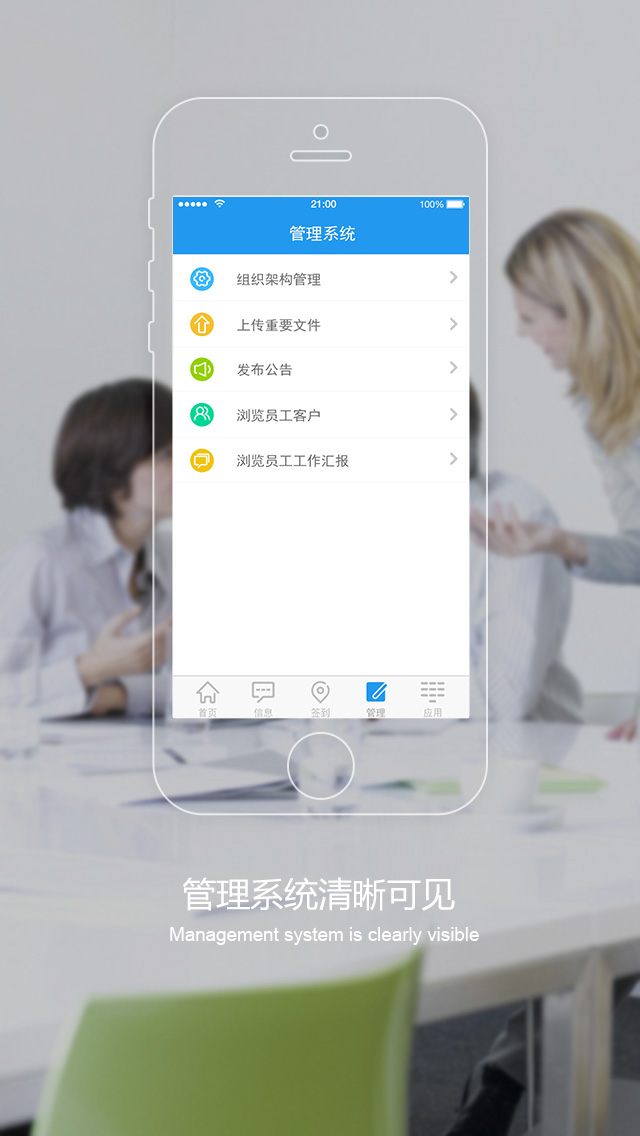 21:00
100%
管理系统
组织架构管理
上传重要文件
发布公告
浏览员工客户
浏览员工工作汇报
首页
信息
签到
管理
应用
管理系统清晰可见
Management system is clearly visible